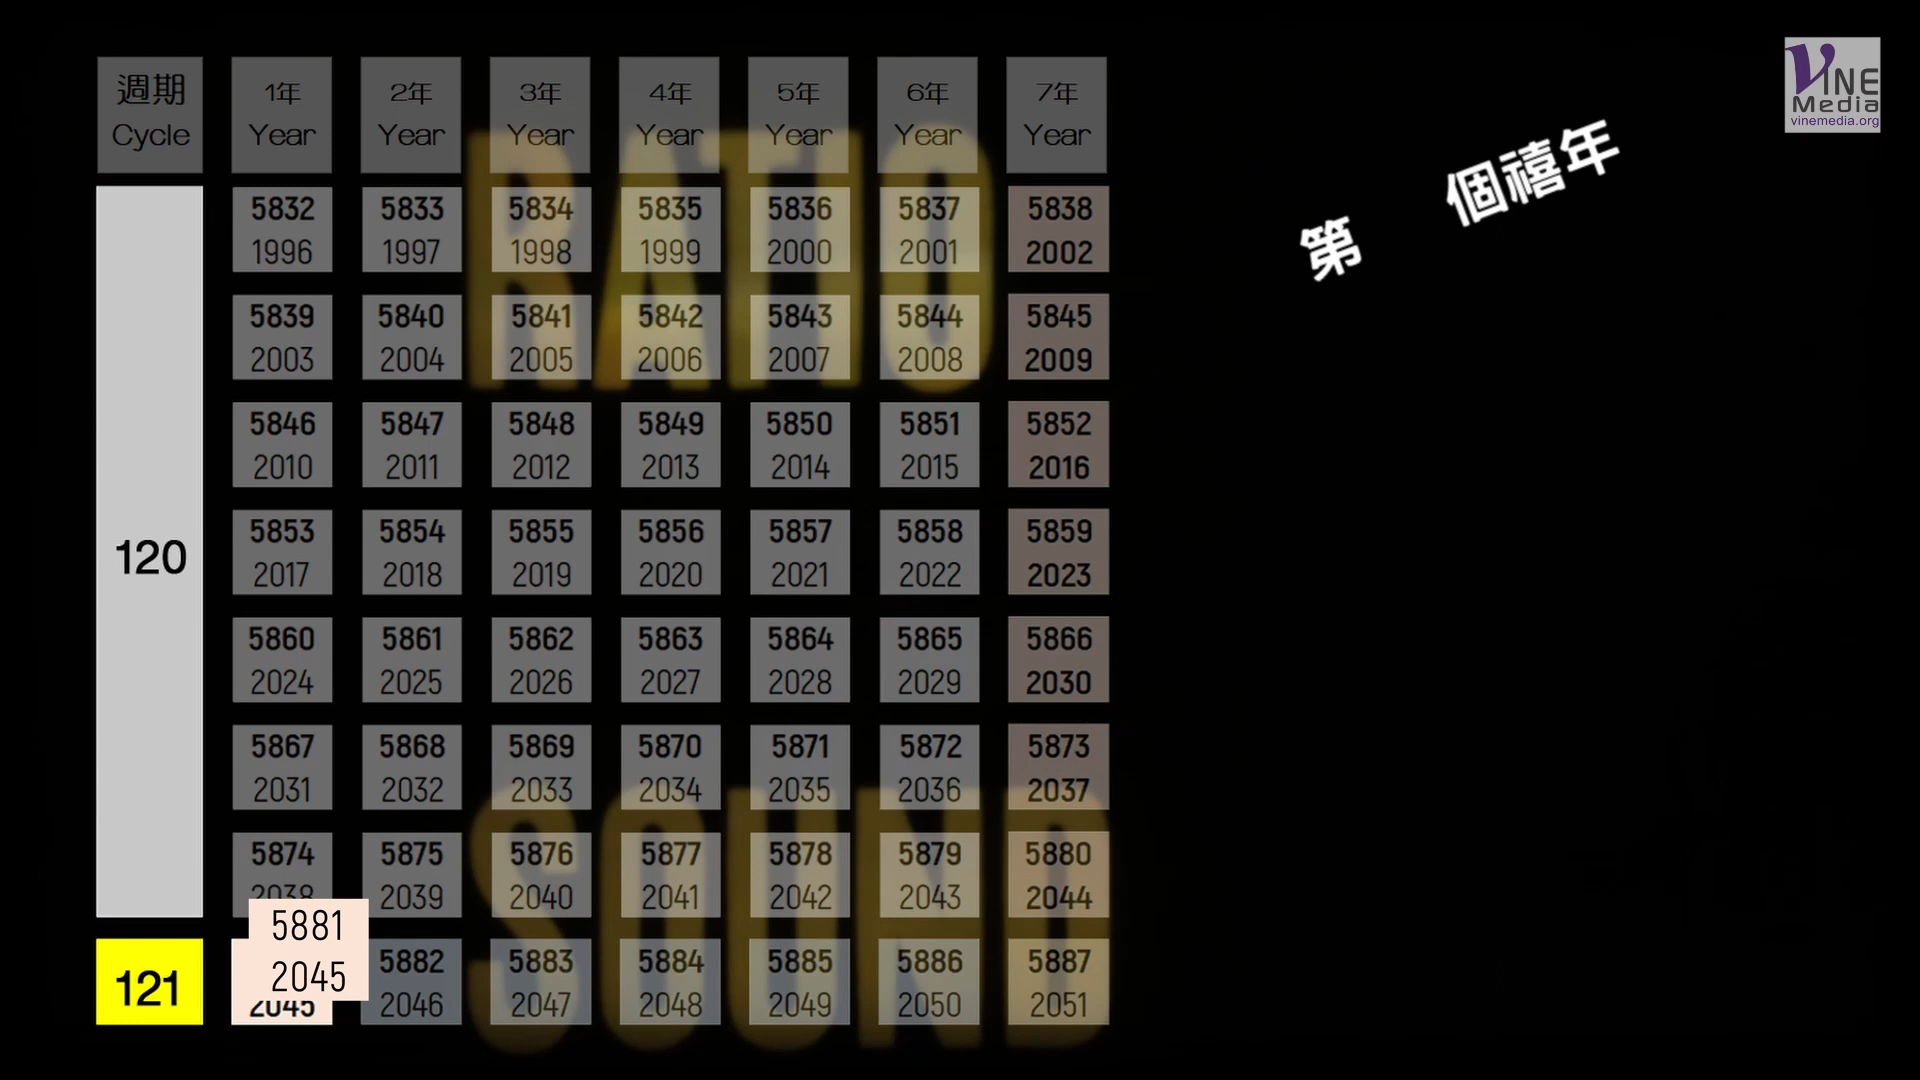 VINE
Media
vinemedia.org
週期 1年 2年 3年 4年 5年 6年 7年
Cycle Year Year Year Year Year Year Year
RATIO
第 個禧年
5832 5833 5834 5835 5836 5837 5838
1996 1997 1998 1999 2000 2001 2002
5839 5840 5841 5842 5843 5844 5845
2003 2004 2005 2006 2007 2008 2009
5846 5847 5848 5849 5850 5851 5852
2010 2011 2012 2013 2014 2015 2016
120
5853 5854 5855 5856 5857 5858 5859
2017 2018 2019 2020 2021 2022 2023
5860 5861 5862 5863 5864 5865 5866
2024 2025 2026 2027 2028 2029 2030
5867 5868 5869 5870 5871 5872 5873
2031 2032 2033 2034 2035 2036 2037
SOUND
5874 5875 5876 5877 5878 5879 5880
2038 2039 2040 2041 2042 2043 2044
5881
2045
121
5882 5883 5884 5885 5886 5887
2045 2046 2047 2048 2049 2050 2051